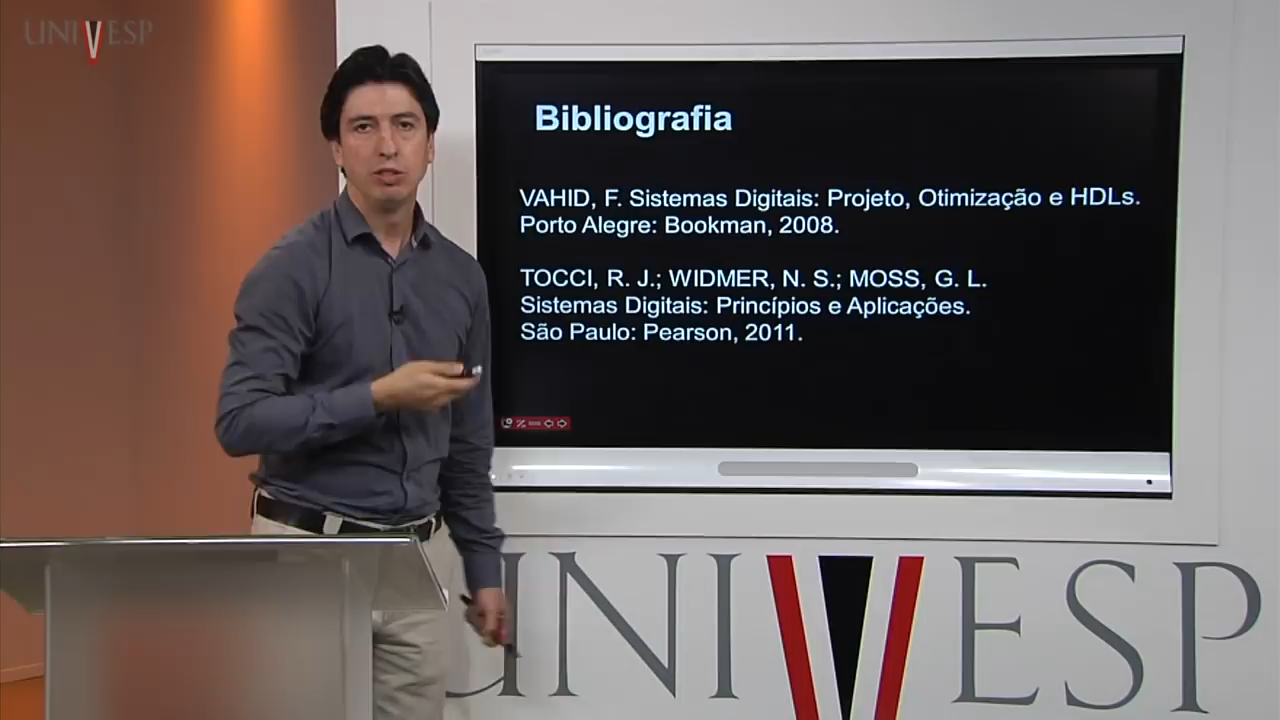 UNIVESP
Bibliografia
VAHID, F. Sistemas Digitais: Projeto, Otimização e HDLs.
Porto Alegre: Bookman, 2008.
TOCCI, R. J.; WIDMER, N. S.; MOSS, G. L.
Sistemas Digitais: Princípios e Aplicações.
São Paulo: Pearson, 2011.
UNIVESP